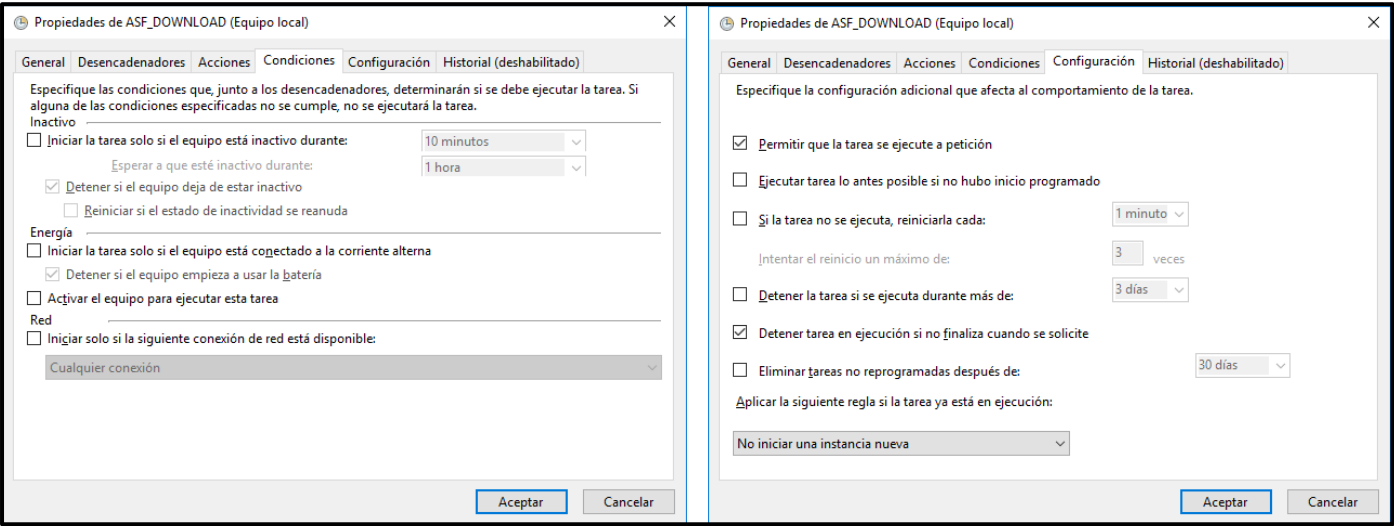 Propiedades de ASF_DOWNLOAD (Equipo local)
General Desencadenadores Acciones Condiciones Configuración Historial (deshabilitado)
Especifique las condiciones que, junto a los desencadenadores, determinarán si se debe ejecutar la tarea. Si
alguna de las condiciones especificadas no se cumple, no se ejecutará la tarea.
Inactivo
Iniciar la tarea solo si el equipo está inactivo durante: 10 minutos
Esperar a que esté inactivo durante: 1 hora
Detener si el equipo deja de estar inactivo
Reiniciar si el estado de inactividad se reanuda
Energía
Iniciar la tarea solo si el equipo está conectado a la corriente alterna
Detener si el equipo empieza a usar la batería
Activar el equipo para ejecutar esta tarea
Red
Iniciar solo si la siguiente conexión de red está disponible:
Cualquier conexión
Aceptar Cancelar
Propiedades de ASF_DOWNLOAD (Equipo local)
General Desencadenadores Acciones Condiciones Configuración Historial (deshabilitado)
Especifique la configuración adicional que afecta al comportamiento de la tarea.
Permitir que la tarea se ejecute a petición
Ejecutar tarea lo antes posible si no hubo inicio programado
Si la tarea no se ejecuta, reiniciarla cada: 1 minuto
Intentar el reinicio un máximo de: 3 veces
Detener la tarea si se ejecuta durante más de: 3 días
Detener tarea en ejecución si no finaliza cuando se solicite
Eliminar tareas no reprogramadas después de: 30 días
Aplicar la siguiente regla si la tarea ya está en ejecución:
No iniciar una instancia nueva
Aceptar Cancelar